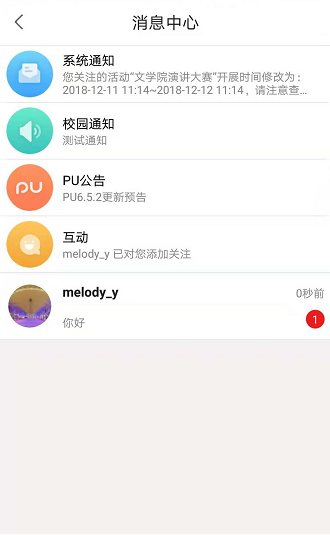 消息中心
系统通知
您关注的活动“文学院演讲大赛”开展时间修改为：
2018-12-11 11:14~2018-12-12 11:14，请注意查...
校园通知
测试通知
PU
PU公告
PU6.5.2更新预告
互动
melody_y 已对您添加关注
melody_y
0秒前
你好
1